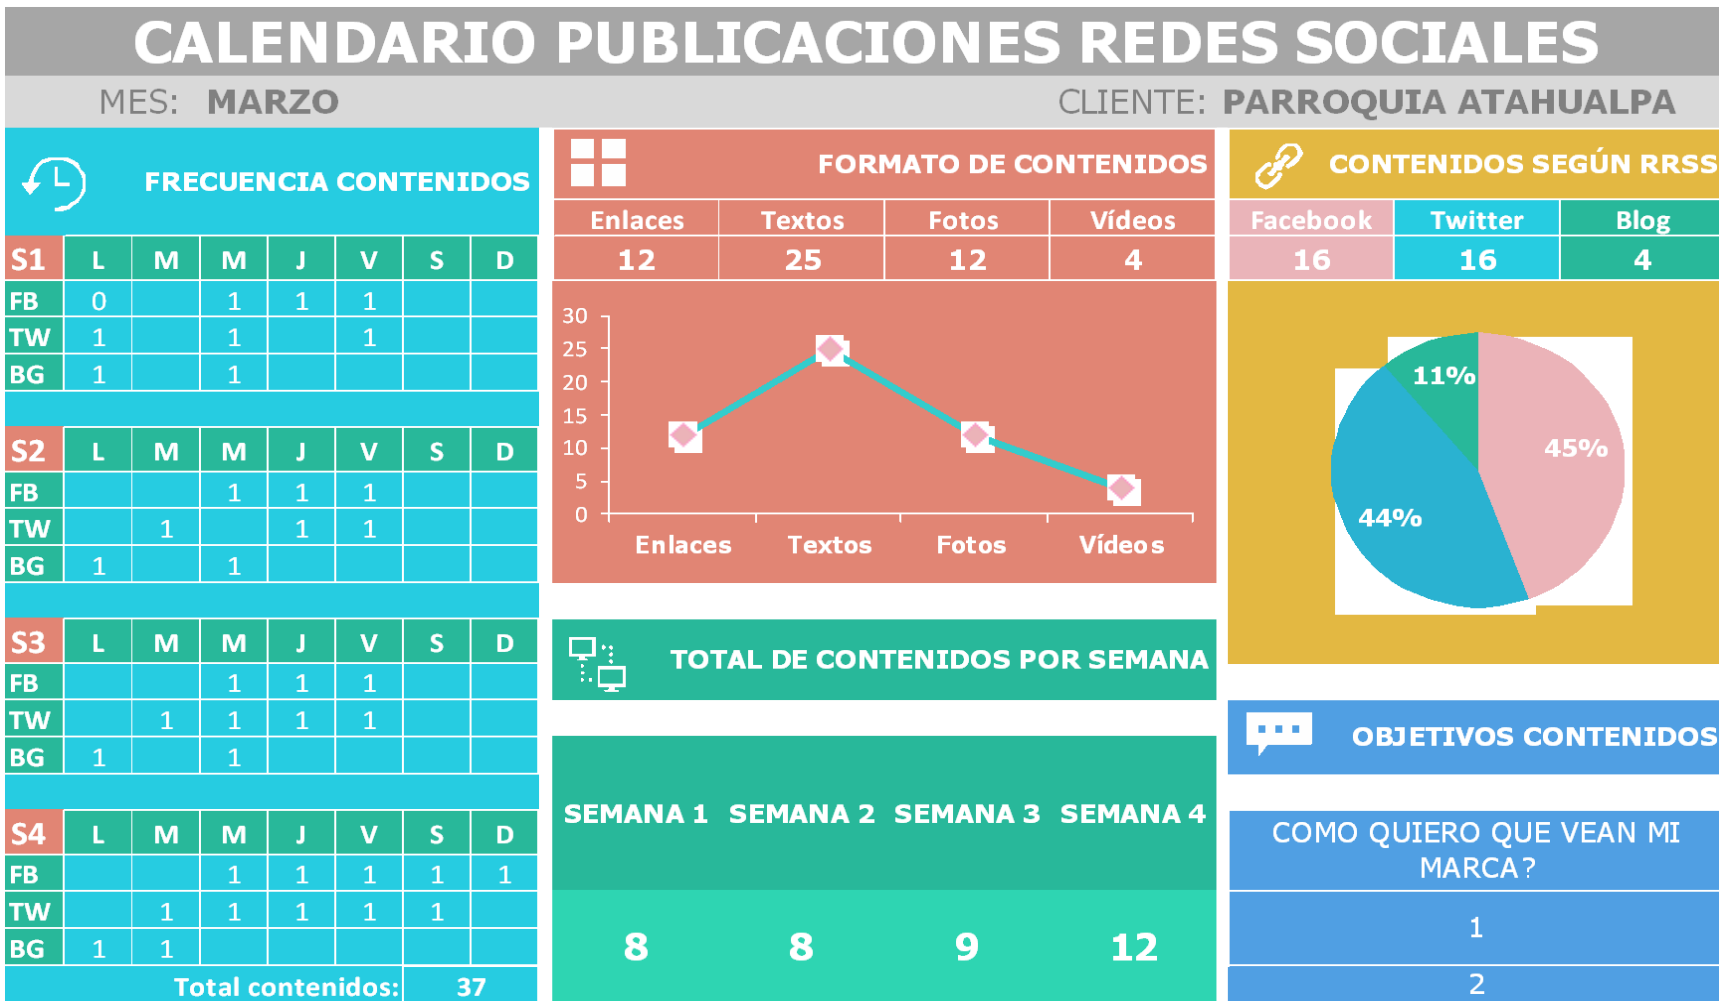 CALENDARIO PUBLICACIONES REDES SOCIALES
MES: MARZO
CLIENTE: PARROQUIA ATAHUALPA
FRECUENCIA CONTENIDOS
S1 L M M J V S D
FB 0 1 1 1
TW 1 1 1
BG 1 1
S2 L M M J V S D
FB 1 1 1
TW 1 1 1
BG 1 1
S3 L M M J V S D
FB 1 1 1
TW 1 1 1 1
BG 1 1
S4 L M M J V S D
FB 1 1 1 1 1
TW 1 1 1 1 1
BG 1 1
Total contenidos: 37
FORMATO DE CONTENIDOS
Enlaces Textos Fotos Vídeos
12 25 12 4
30
25
20
15
10
5
0
Enlaces Textos Fotos Vídeos
TOTAL DE CONTENIDOS POR SEMANA
SEMANA 1 SEMANA 2 SEMANA 3 SEMANA 4
8 8 9 12
CONTENIDOS SEGÚN RRSS
Facebook Twitter Blog
16 16 4
11%
45%
44%
OBJETIVOS CONTENIDOS
COMO QUIERO QUE VEAN MI
MARCA?
1
2